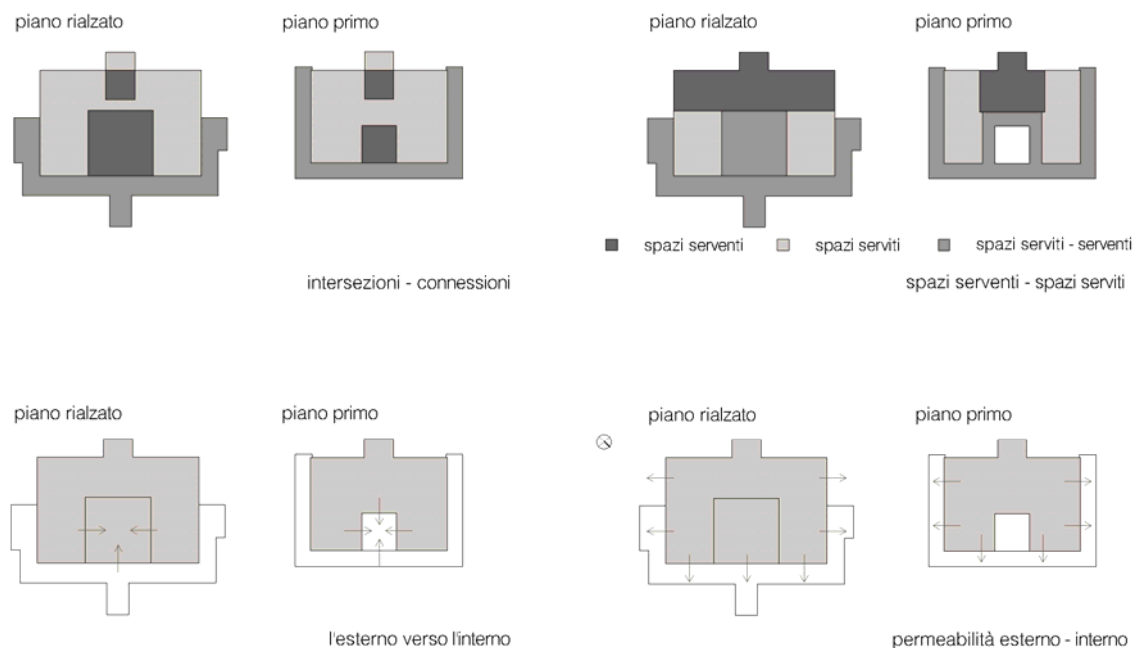 piano rialzato
piano primo
piano rialzato
piano primo
spazi serventi
spazi serviti
spazi serviti - serventi
intersezioni - connessioni
spazi serventi - spazi serviti
piano rialzato
piano primo
piano rialzato
piano primo
l'esterno verso l'interno
permeabilità esterno - interno